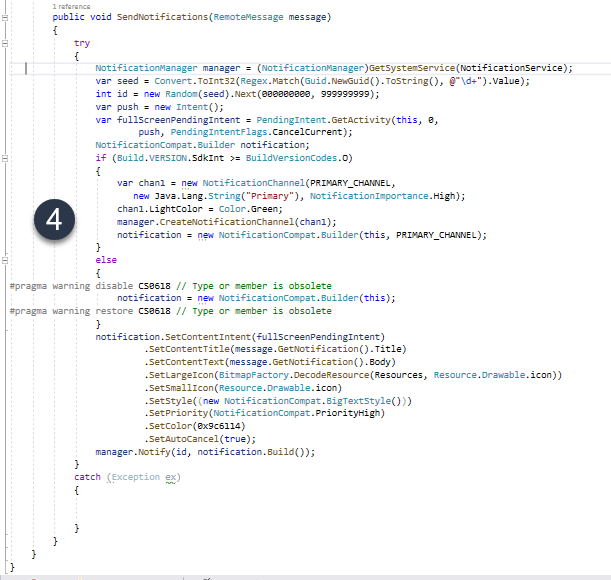 1 reference
public void SendNotifications(RemoteMessage message)
{
try
{
NotificationManager manager = (NotificationManager)GetSystemService(NotificationService);
var seed = Convert.ToInt32(Regex.Match(Guid.NewGuid().ToString(), @"\d+").Value);
int id = new Random(seed).Next(000000000, 999999999);
var push = new Intent();
var fullScreenPendingIntent = PendingIntent.GetActivity(this, 0,
push, PendingIntentFlags.CancelCurrent);
NotificationCompat.Builder notification;
if (Build.VERSION.SdkInt >= BuildVersionCodes.O)
{
var chan1 = new NotificationChannel(PRIMARY_CHANNEL,
new Java.Lang.String("Primary"), NotificationImportance.High);
chan1.LightColor = Color.Green;
manager.CreateNotificationChannel(chan1);
4
notification = new NotificationCompat.Builder(this, PRIMARY_CHANNEL);
}
else
{
#pragma warning disable CS0618 // Type or member is obsolete
notification = new NotificationCompat.Builder(this);
#pragma warning restore CS0618 // Type or member is obsolete
}
notification.SetContentIntent(fullScreenPendingIntent)
.SetContentTitle(message.GetNotification().Title)
.SetContentText(message.GetNotification().Body)
.SetLargeIcon(BitmapFactory.DecodeResource(Resources, Resource.Drawable.icon))
.SetSmallIcon(Resource.Drawable.icon)
.SetStyle((new NotificationCompat.BigTextStyle()))
.SetPriority(NotificationCompat.PriorityHigh)
.SetColor(0x9c6114)
.SetAutoCancel(true);
manager.Notify(id, notification.Build());
}
catch (Exception ex)
{
}
}
}
}